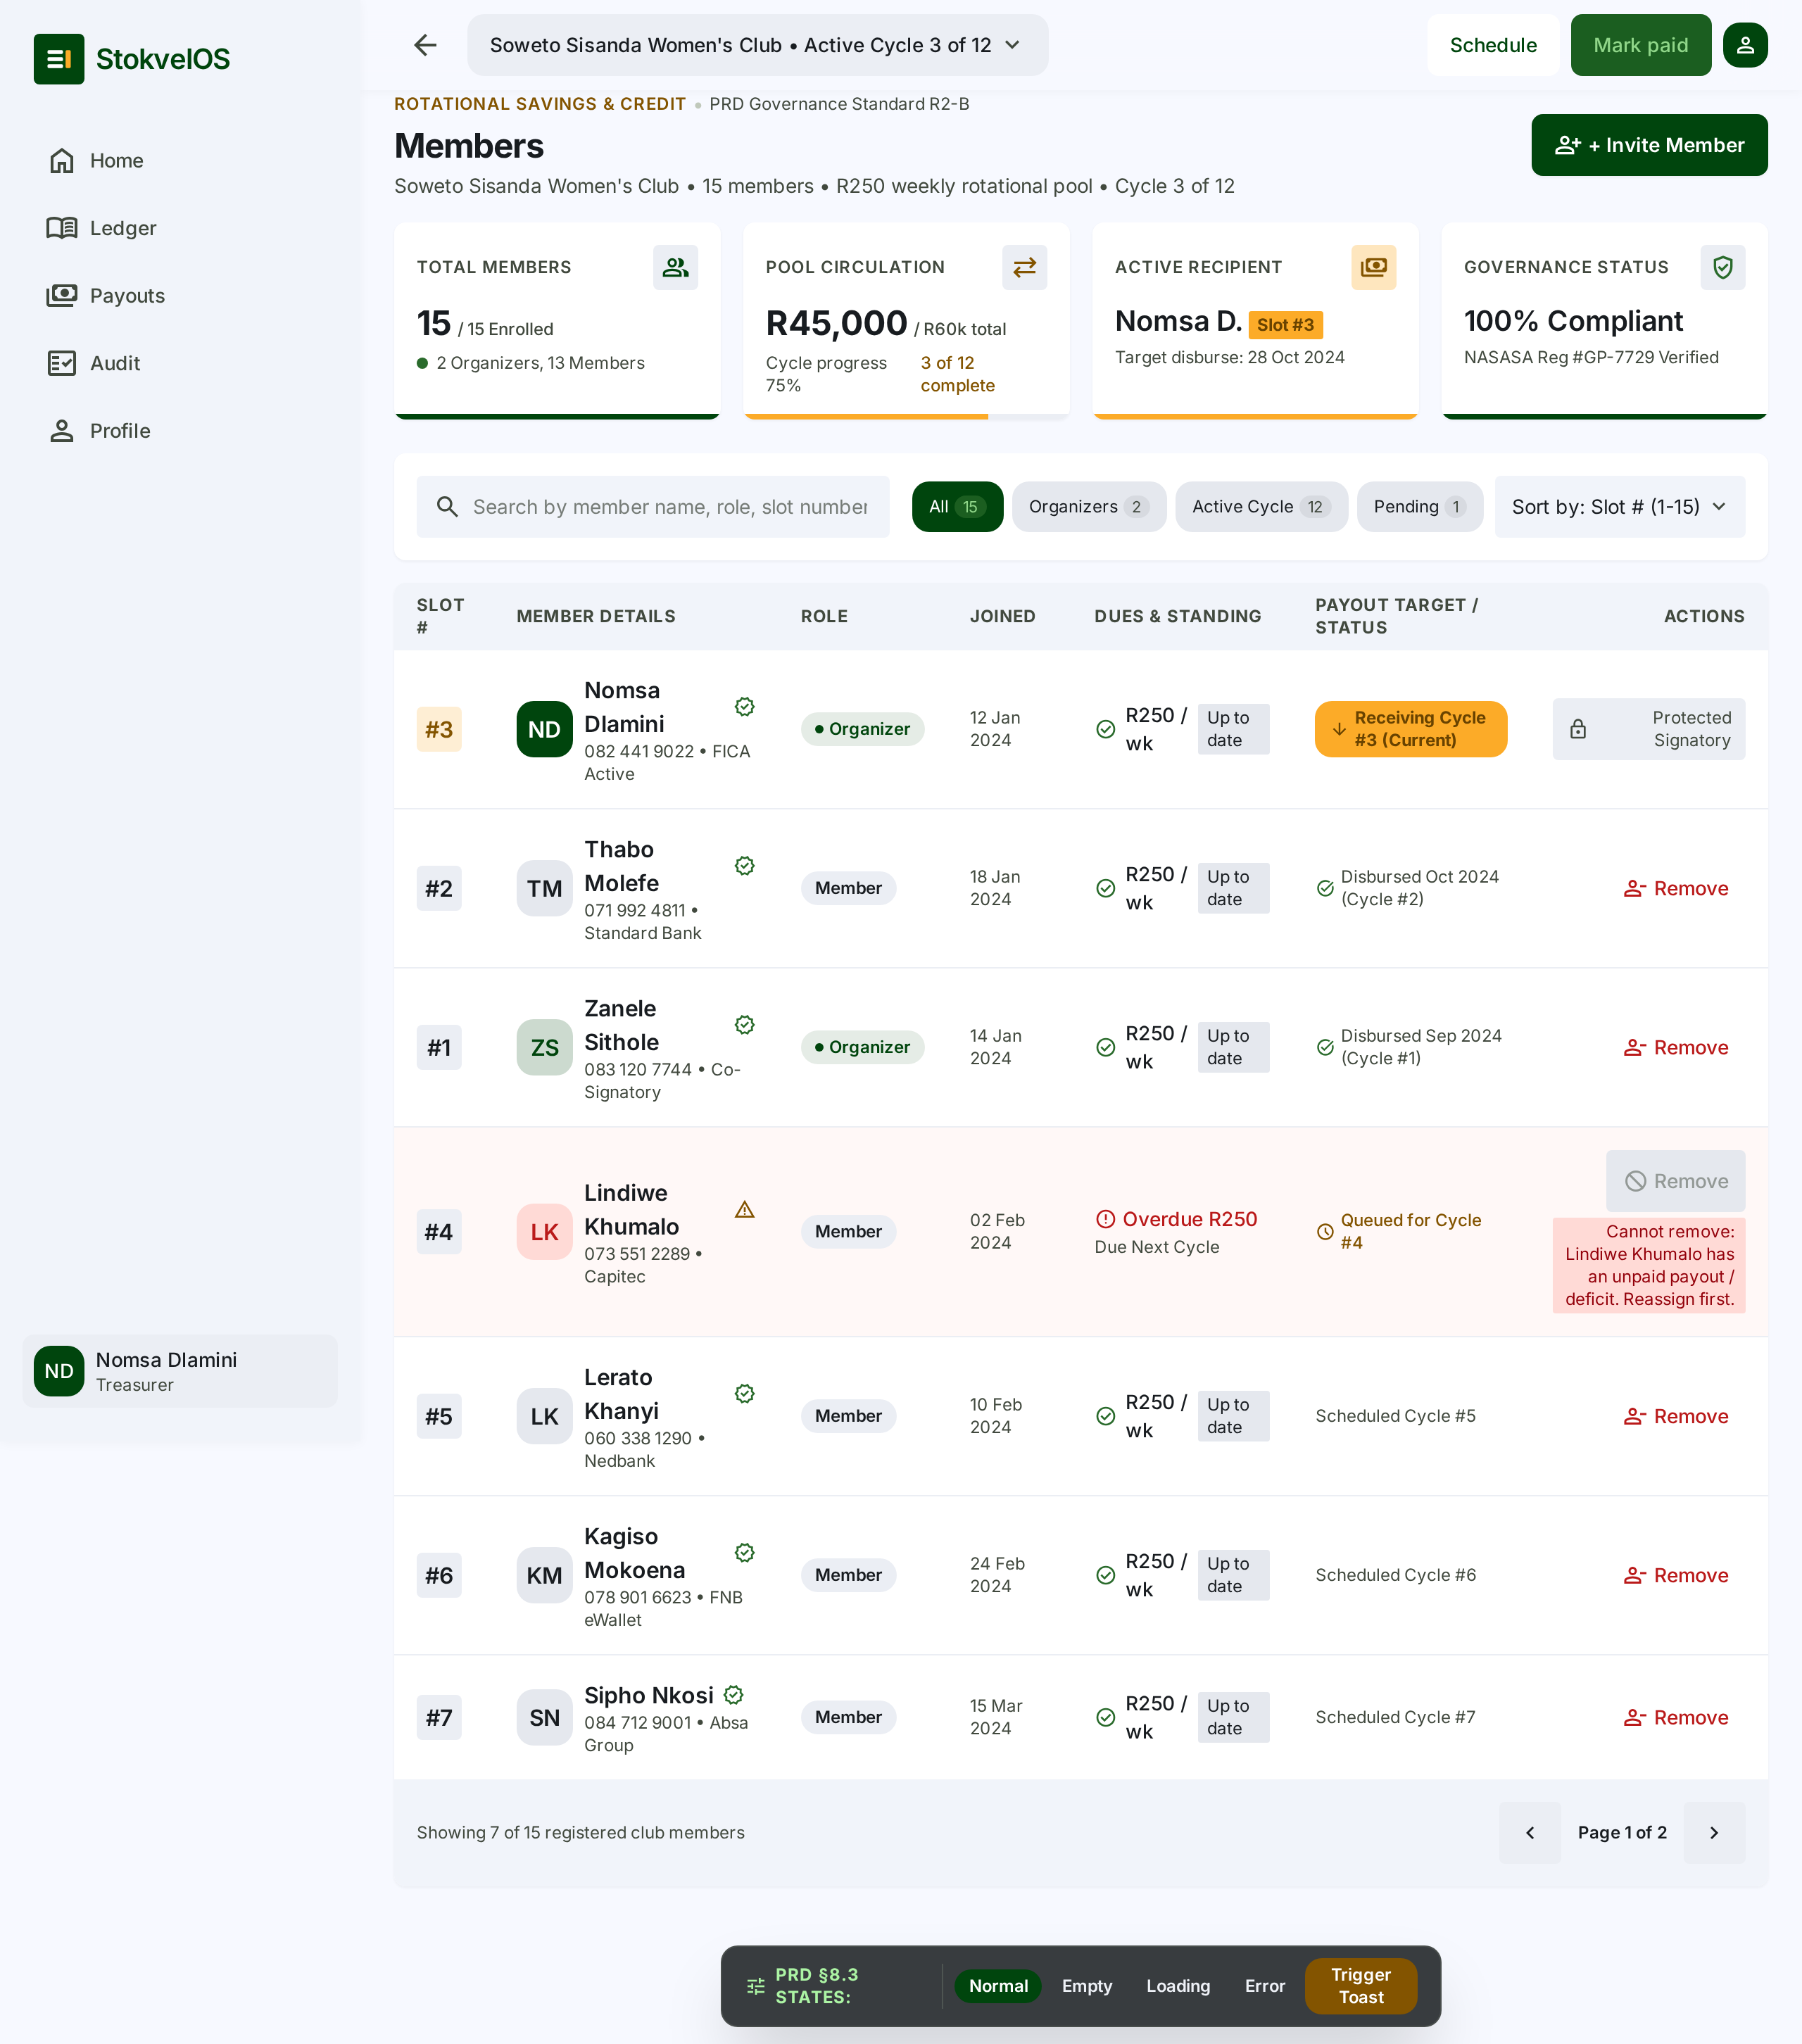 StokvelOS
Home
Ledger
Payouts
Audit
Profile
ND
Nomsa Dlamini
Treasurer
Soweto Sisanda Women's Club • Active Cycle 3 of 12
Schedule
Mark paid
ROTATIONAL SAVINGS & CREDIT • PRD Governance Standard R2-B
Members
Soweto Sisanda Women's Club • 15 members • R250 weekly rotational pool • Cycle 3 of 12
+ Invite Member
TOTAL MEMBERS
15 / 15 Enrolled
2 Organizers, 13 Members
POOL CIRCULATION
R45,000 / R60k total
Cycle progress
75%
3 of 12
complete
ACTIVE RECIPIENT
Nomsa D. Slot #3
Target disburse: 28 Oct 2024
GOVERNANCE STATUS
100% Compliant
NASASA Reg #GP-7729 Verified
Search by member name, role, slot number
All 15
Organizers 2
Active Cycle 12
Pending 1
Sort by: Slot # (1-15)
SLOT
#
MEMBER DETAILS
ROLE
JOINED
DUES & STANDING
PAYOUT TARGET /
STATUS
ACTIONS
#3
ND
Nomsa
Dlamini
082 441 9022 • FICA
Active
Organizer
12 Jan
2024
R250 /
wk
Up to
date
Receiving Cycle
#3 (Current)
Protected
Signatory
#2
TM
Thabo
Molefe
071 992 4811 •
Standard Bank
Member
18 Jan
2024
R250 /
wk
Up to
date
Disbursed Oct 2024
(Cycle #2)
Remove
#1
ZS
Zanele
Sithole
083 120 7744 • Co-
Signatory
Organizer
14 Jan
2024
R250 /
wk
Up to
date
Disbursed Sep 2024
(Cycle #1)
Remove
#4
LK
Lindiwe
Khumalo
073 551 2289 •
Capitec
Member
02 Feb
2024
Overdue R250
Due Next Cycle
Queued for Cycle
#4
Remove
Cannot remove:
Lindiwe Khumalo has
an unpaid payout /
deficit. Reassign first.
#5
LK
Lerato
Khanyi
060 338 1290 •
Nedbank
Member
10 Feb
2024
R250 /
wk
Up to
date
Scheduled Cycle #5
Remove
#6
KM
Kagiso
Mokoena
078 901 6623 • FNB
eWallet
Member
24 Feb
2024
R250 /
wk
Up to
date
Scheduled Cycle #6
Remove
#7
SN
Sipho Nkosi
084 712 9001 • Absa
Group
Member
15 Mar
2024
R250 /
wk
Up to
date
Scheduled Cycle #7
Remove
Showing 7 of 15 registered club members
Page 1 of 2
PRD §8.3
STATES:
Normal
Empty
Loading
Error
Trigger
Toast